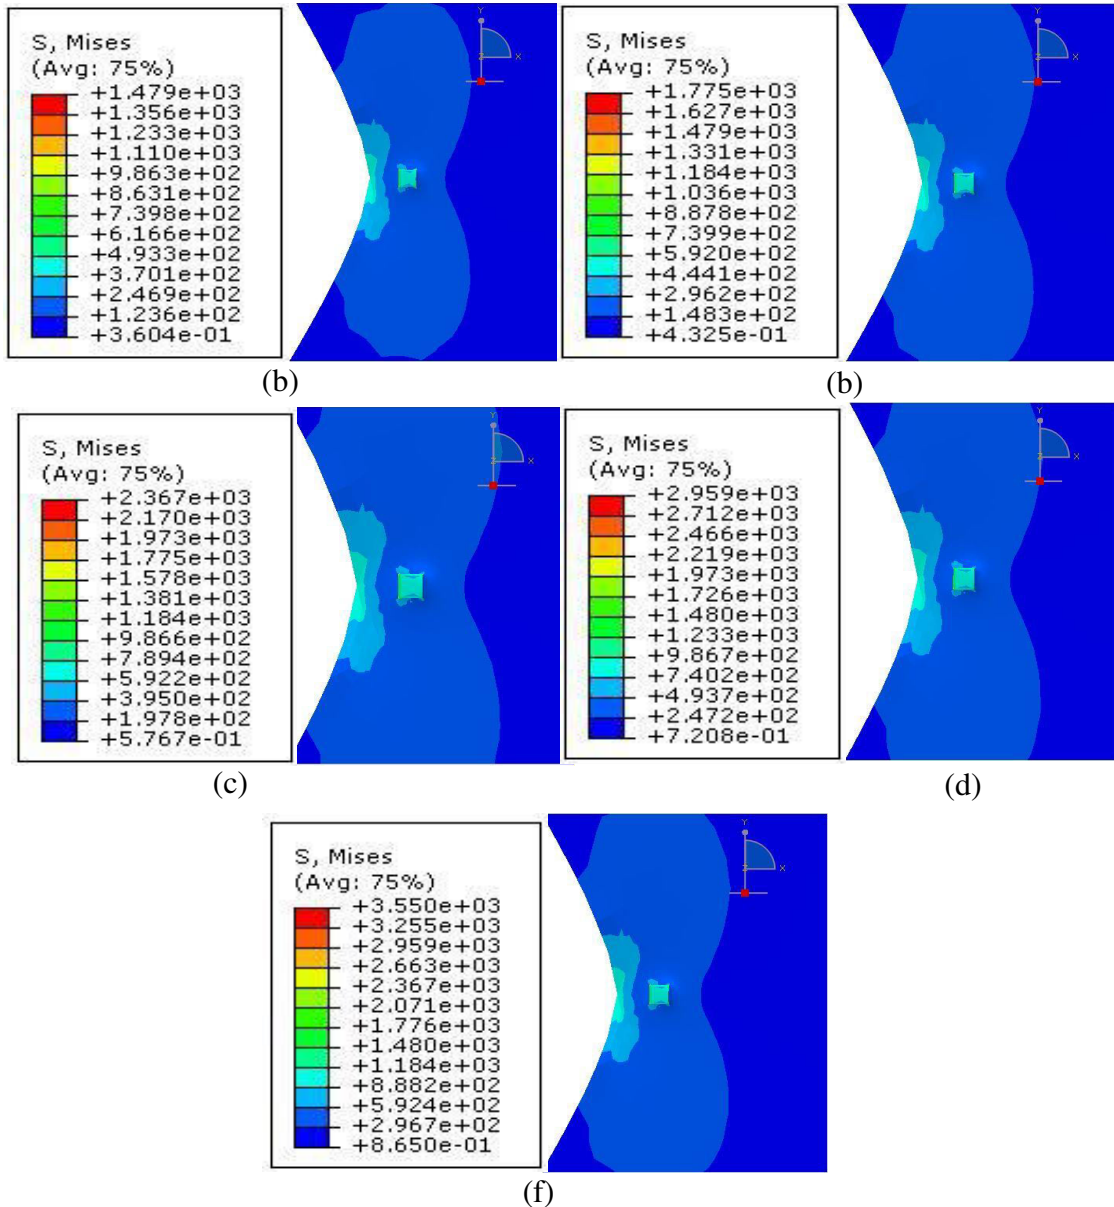 S, Mises
(Avg: 75%)
+1.479e+03
+1.356e+03
+1.233e+03
+1.110e+03
+9.863e+02
+8.631e+02
+7.398e+02
+6.166e+02
+4.933e+02
+3.701e+02
+2.469e+02
+1.236e+02
+3.604e-01
Y
Z
X
(b)
S, Mises
(Avg: 75%)
+1.775e+03
+1.627e+03
+1.479e+03
+1.331e+03
+1.184e+03
+1.036e+03
+8.878e+02
+7.399e+02
+5.920e+02
+4.441e+02
+2.962e+02
+1.483e+02
+4.325e-01
Y
Z
X
(b)
S, Mises
(Avg: 75%)
+2.367e+03
+2.170e+03
+1.973e+03
+1.775e+03
+1.578e+03
+1.381e+03
+1.184e+03
+9.866e+02
+7.894e+02
+5.922e+02
+3.950e+02
+1.978e+02
+5.767e-01
Y
Z
X
(c)
S, Mises
(Avg: 75%)
+2.959e+03
+2.712e+03
+2.466e+03
+2.219e+03
+1.973e+03
+1.726e+03
+1.480e+03
+1.233e+03
+9.867e+02
+7.402e+02
+4.937e+02
+2.472e+02
+7.208e-01
Y
Z
X
(d)
S, Mises
(Avg: 75%)
+3.550e+03
+3.255e+03
+2.959e+03
+2.663e+03
+2.367e+03
+2.071e+03
+1.776e+03
+1.480e+03
+1.184e+03
+8.882e+02
+5.924e+02
+2.967e+02
+8.650e-01
Y
Z
X
(f)